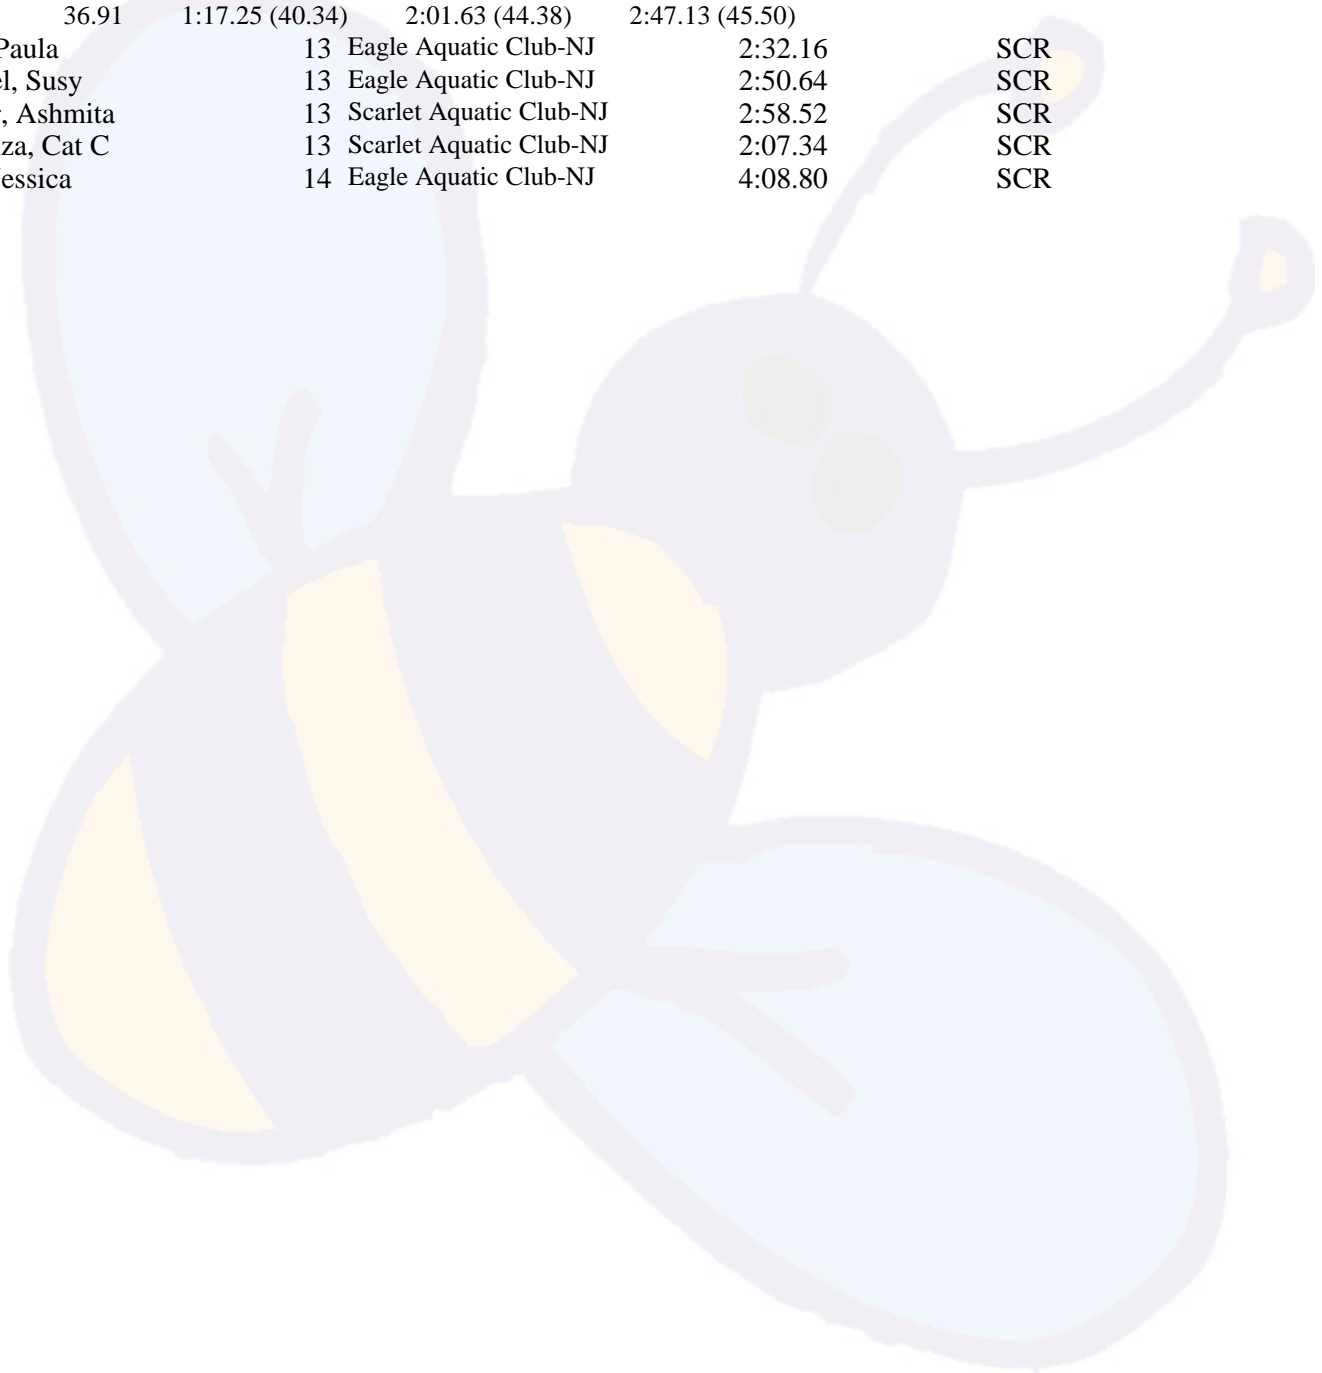 36.91 1:17.25 (40.34) 2:01.63 (44.38) 2:47.13 (45.50)
Paula 13 Eagle Aquatic Club-NJ 2:32.16 SCR
el, Susy 13 Eagle Aquatic Club-NJ 2:50.64 SCR
, Ashmita 13 Scarlet Aquatic Club-NJ 2:58.52 SCR
za, Cat C 13 Scarlet Aquatic Club-NJ 2:07.34 SCR
essica 14 Eagle Aquatic Club-NJ 4:08.80 SCR